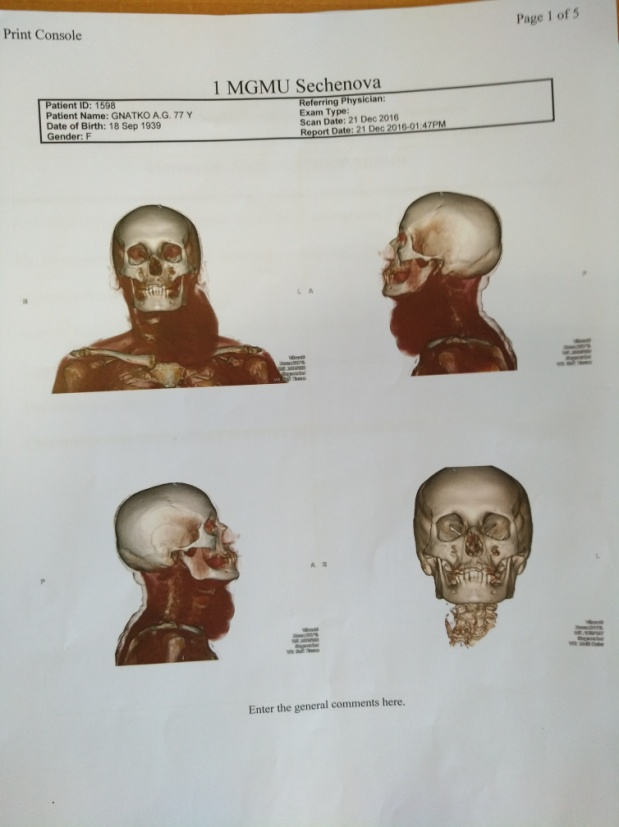 Page 1 of 5
Print Console
1 MGMU Sechenova
Patient ID: 1598
Patient Name: GNATKO A.G. 77 Y
Date of Birth: 18 Sep 1939
Gender: F
Referring Physician:
Exam Type:
Scan Date: 21 Dec 2016
Report Date: 21 Dec 2016-01:47PM
L A
P
P
L
Enter the general comments here.